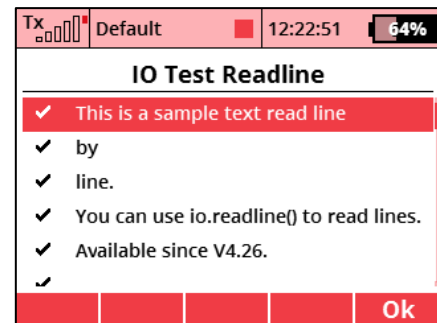 Tx Default 12:22:51 64%
IO Test Readline
This is a sample text read line
by
line.
You can use io.readline() to read lines.
Available since V4.26.
Ok